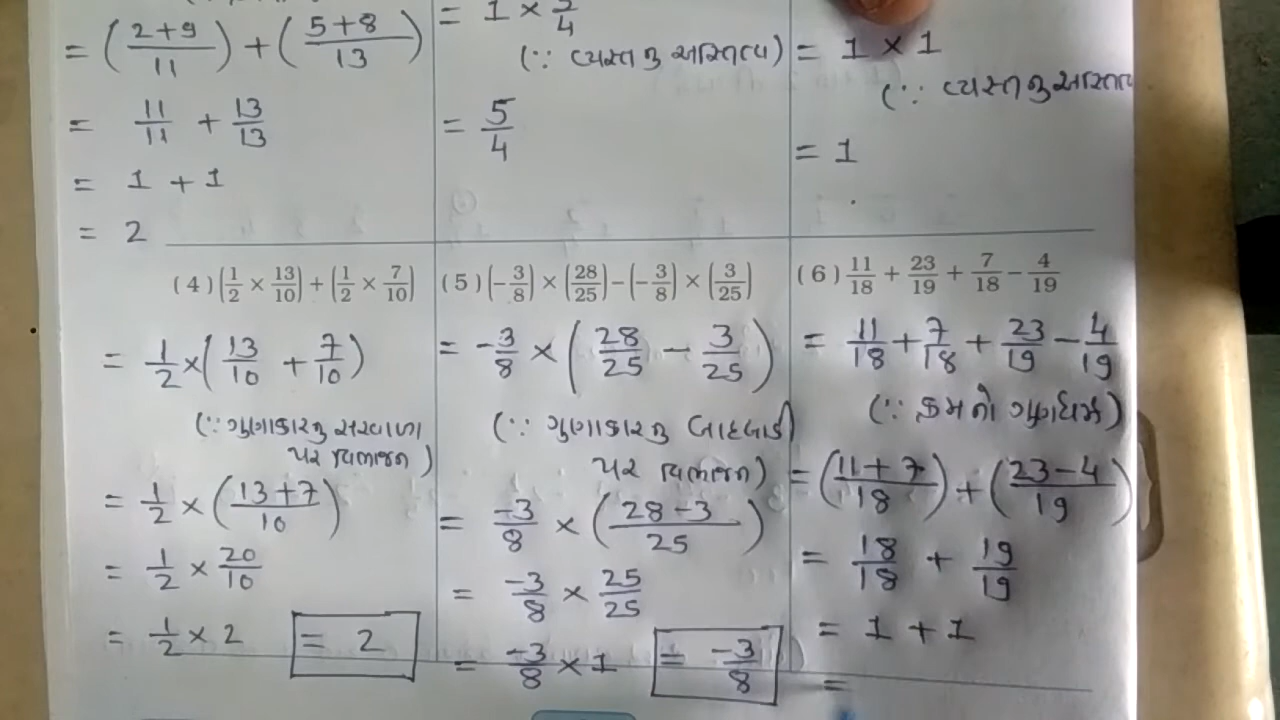 = (2+9/11) + (5+8/13)
= 11/11 + 13/13
= 1 + 1
= 2
= 1 ×
(∵ વ્યસ્તનુ અસ્તિત્વ)
= 5/4
= 1 × 1
(∵ વ્યસ્તનુ અસ્તિત્વ
= 1
(4) (1/2 × 13/10) + (1/2 × 7/10)
= 1/2 × (13/10 + 7/10)
(∵ ગુણાકારનુ સરવાળા
પર વિભાજન)
= 1/2 × (13+7/10)
= 1/2 × 20/10
= 1/2 × 2
= 2
(5) (-3/8) × (28/25) - (-3/8) × (3/25)
= -3/8 × (28/25 - 3/25)
(∵ ગુણાકારનુ બાદબાકી
પર વિભાજન)
= -3/8 × (28-3/25)
= -3/8 × 25/25
= -3/8 × 1
= -3/8
(6) 11/18 + 23/19 + 7/18 - 4/19
= 11/18 + 7/18 + 23/19 - 4/19
(∵ ક્રમનો ગુણધર્મ)
= (11+7/18) + (23-4/19)
= 18/18 + 19/19
= 1 + 1
=